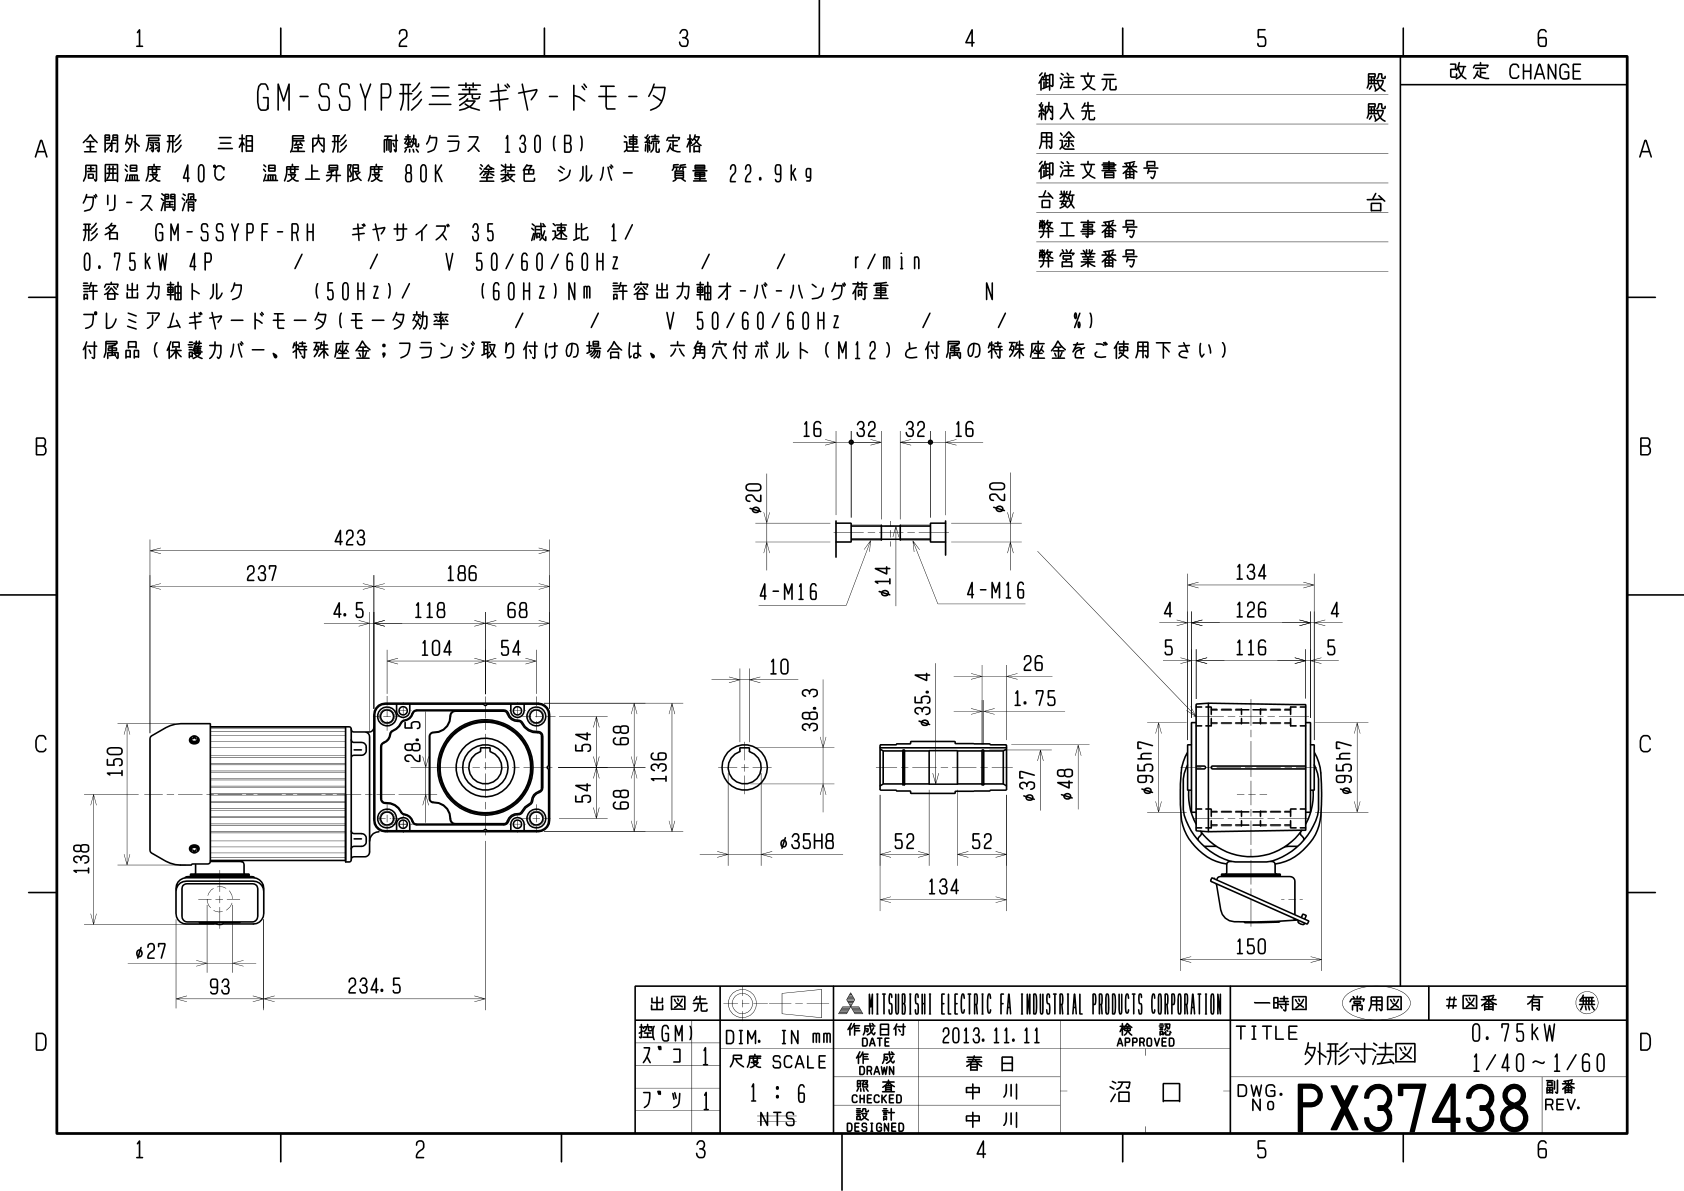 1 2 3 4 5 6
改定 CHANGE
GM-SSYP形三菱ギヤードモータ
全閉外扇形 三相 屋内形 耐熱クラス 130(B) 連続定格
周囲温度 40℃ 温度上昇限度 80K 塗装色 シルバー 質量 22.9kg
グリース潤滑
形名 GM-SSYPF-RH ギヤサイズ 35 減速比 1/
0.75kW 4P / / V 50/60/60Hz / / r/min
許容出力軸トルク (50Hz)/ (60Hz)Nm 許容出力軸オーバーハング荷重 N
プレミアムギヤードモータ(モータ効率 / / V 50/60/60Hz / / %)
付属品(保護カバー、特殊座金;フランジ取り付けの場合は、六角穴付ボルト(M12)と付属の特殊座金をご使用下さい)
御注文元 殿
納入先 殿
用途
御注文書番号
台数 台
弊工事番号
弊営業番号
A A
B B
C C
D D
16 32 32 16
φ20 φ20
4-M16 φ14 4-M16
423
237 186
4.5 118 68
104 54
150
138
28.5
54 68
54 68
136
φ27
93 234.5
10
38.3
φ35H8
φ35.4
26
1.75
φ37 φ48
52 52
134
134
4 126 4
5 116 5
φ95h7 φ95h7
150
出図先
控(GM)
ズコ 1
ブツ 1
DIM. IN mm
尺度 SCALE
1 : 6
NTS
MITSUBISHI ELECTRIC FA INDUSTRIAL PRODUCTS CORPORATION
作成日付 DATE 2013.11.11
作成 DRAWN 春日
照査 CHECKED 中川
設計 DESIGNED 中川
検認 APPROVED
沼口
一時図 常用図 #図番 有 無
TITLE 外形寸法図
0.75kW
1/40~1/60
DWG. No PX37438 副番 REV.
1 2 3 4 5 6